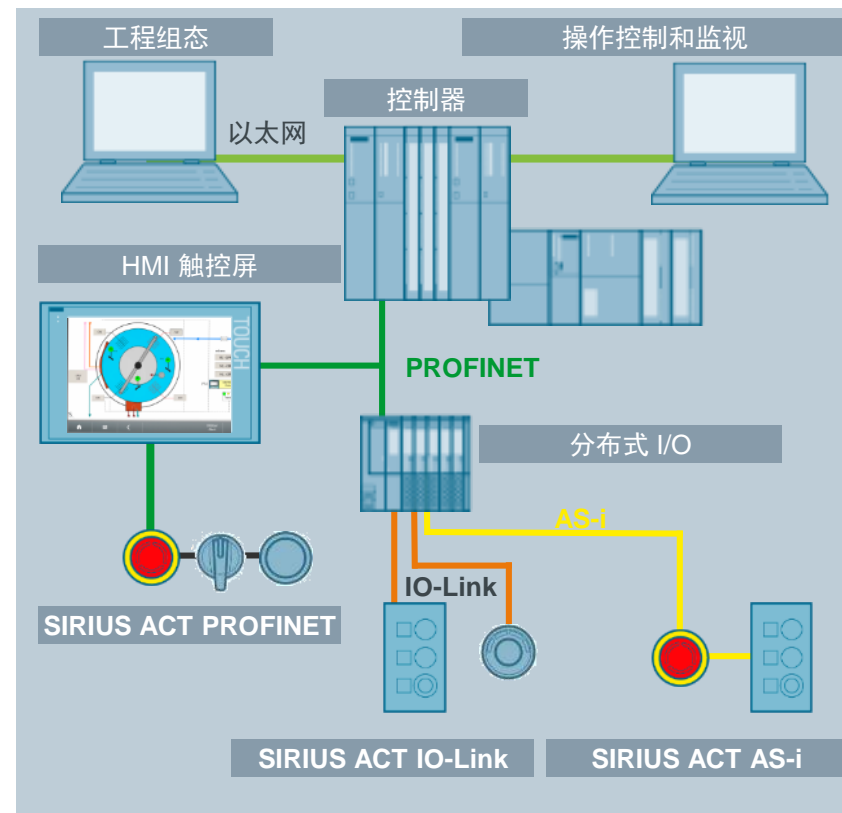 工程组态
操作控制和监视
控制器
以太网
HMI 触控屏
TOUCH
PROFINET
分布式 I/O
AS-i
IO-Link
SIRIUS ACT PROFINET
SIRIUS ACT IO-Link
SIRIUS ACT AS-i